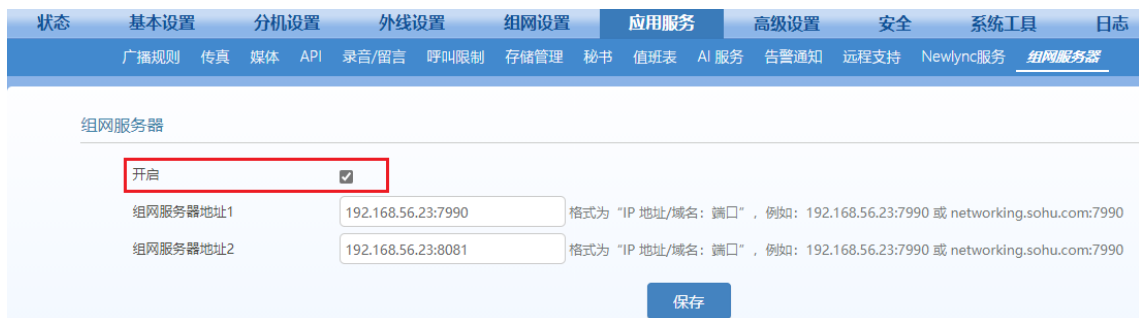 状态 基本设置 分机设置 外线设置 组网设置 应用服务 高级设置 安全 系统工具 日志
广播规则 传真 媒体 API 录音/留言 呼叫限制 存储管理 秘书 值班表 AI 服务 告警通知 远程支持 Newlync服务 组网服务器
组网服务器
开启
组网服务器地址1 192.168.56.23:7990 格式为“IP 地址/域名：端口”，例如：192.168.56.23:7990 或 networking.sohu.com:7990
组网服务器地址2 192.168.56.23:8081 格式为“IP 地址/域名：端口”，例如：192.168.56.23:7990 或 networking.sohu.com:7990
保存